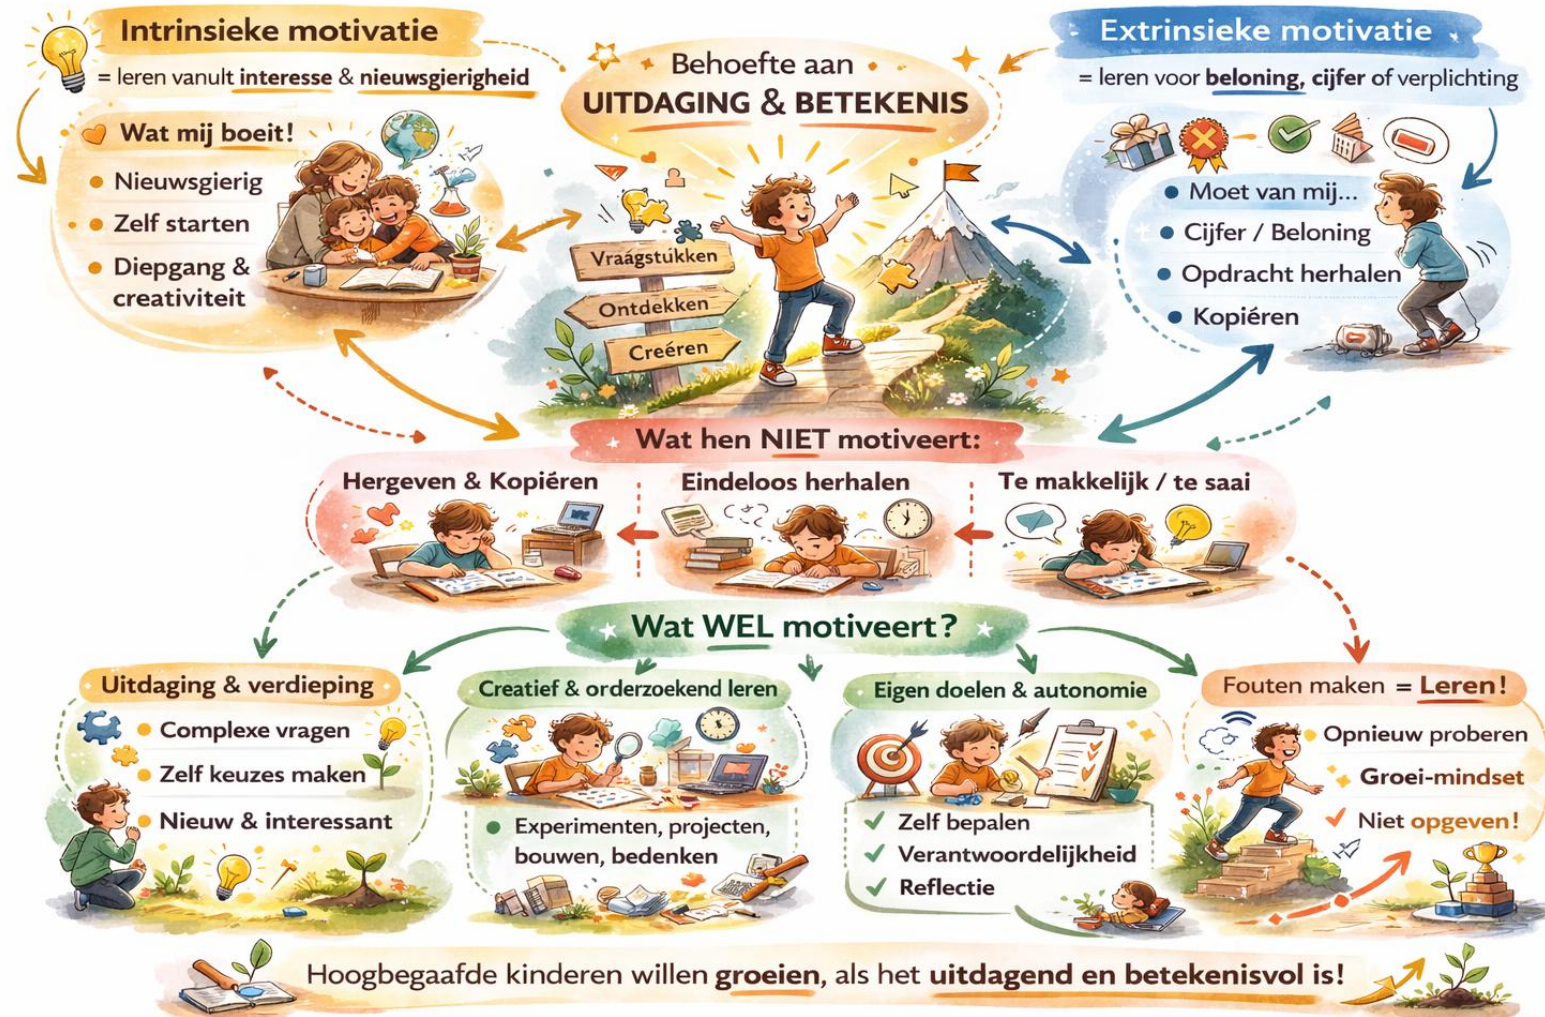 Intrinsieke motivatie
= leren vanult interesse & nieuwsgierigheid
Wat mij boeit!
Nieuwsgierig
Zelf starten
Diepgang &
creativiteit
Behoefte aan
UITDAGING & BETEKENIS
Vraágstukken
Ontdekken
Creéren
Extrinsieke motivatie
= leren voor beloning, cijfer of verplichting
Moet van mij...
Cijfer / Beloning
Opdracht herhalen
Kopiéren
Wat hen NIET motiveert:
Hergeven & Kopiéren
Eindeloos herhalen
Te makkelijk / te saai
Wat WEL motiveert?
Uitdaging & verdieping
Complexe vragen
Zelf keuzes maken
Nieuw & interessant
Creatief & orderzoekend leren
Experimenten, projecten,
bouwen, bedenken
Eigen doelen & autonomie
Zelf bepalen
Verantwoordelijkheid
Reflectie
Fouten maken = Leren!
Opnieuw proberen
Groei-mindset
Niet opgeven!
Hoogbegaafde kinderen willen groeien, als het uitdagend en betekenisvol is!